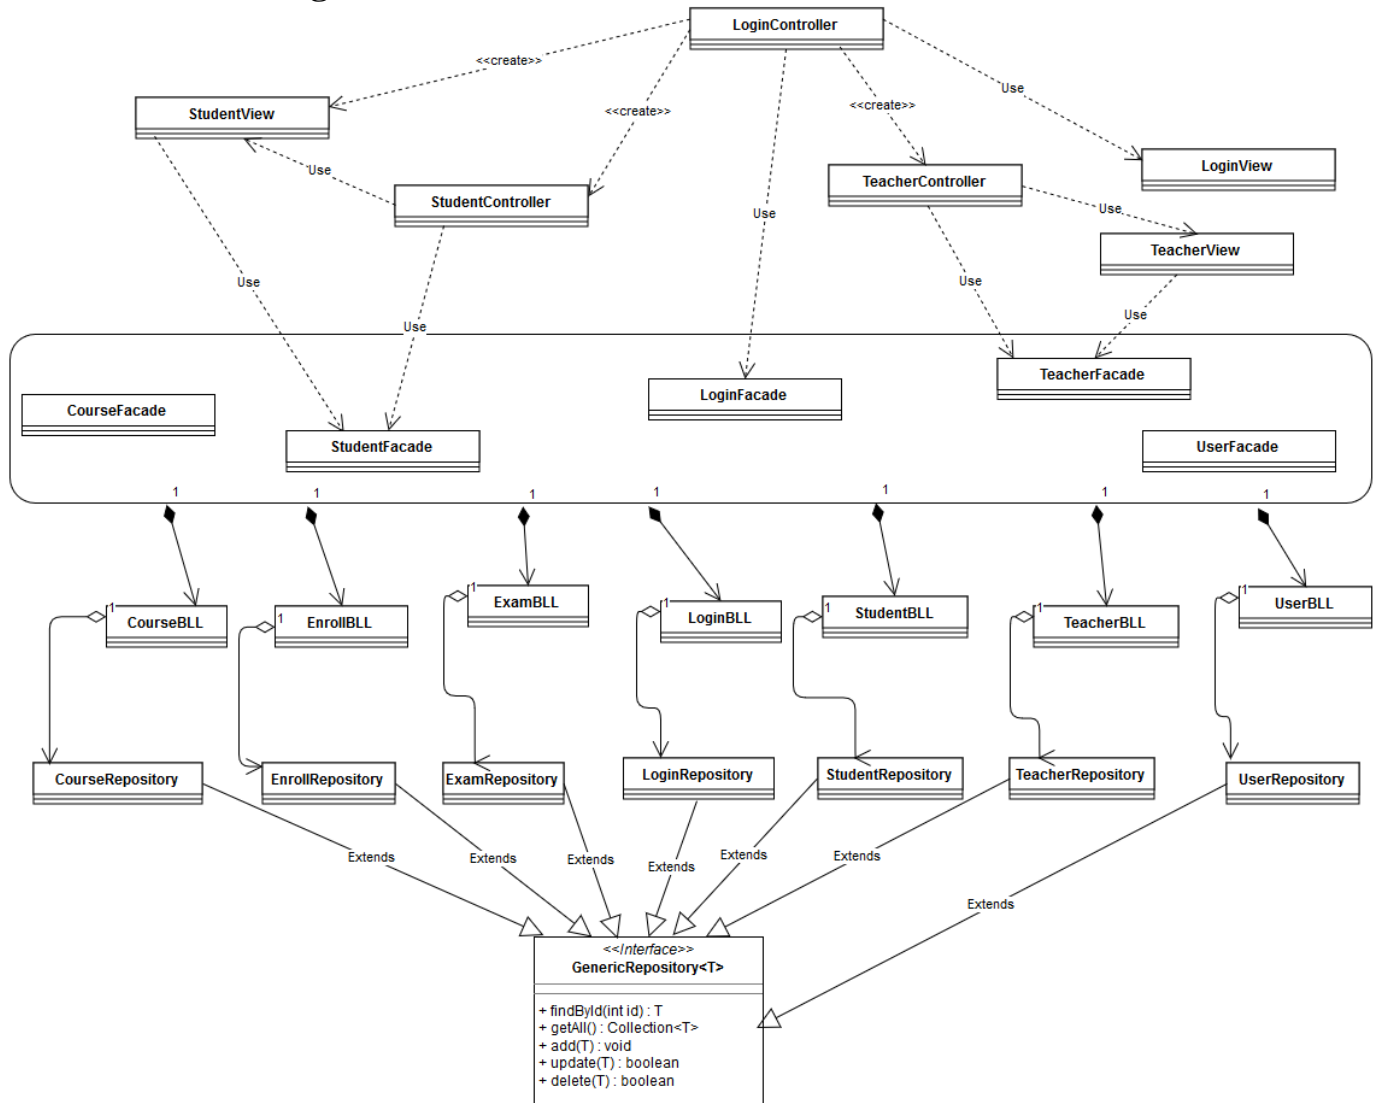 LoginController
<<create>>
StudentView
Use
<<create>>
<<create>>
LoginView
Use
TeacherController
StudentController
Use
Use
TeacherView
Use
Use
Use
Use
TeacherFacade
LoginFacade
CourseFacade
StudentFacade
UserFacade
1
1
1
1
1
1
1
1
ExamBLL
1
UserBLL
1
CourseBLL
1
EnrollBLL
1
LoginBLL
1
StudentBLL
1
TeacherBLL
CourseRepository
EnrollRepository
ExamRepository
LoginRepository
StudentRepository
TeacherRepository
UserRepository
Extends
Extends
Extends
Extends
Extends
Extends
Extends
<<Interface>>
GenericRepository<T>
+ findById(int id) : T
+ getAll() : Collection<T>
+ add(T) : void
+ update(T) : boolean
+ delete(T) : boolean